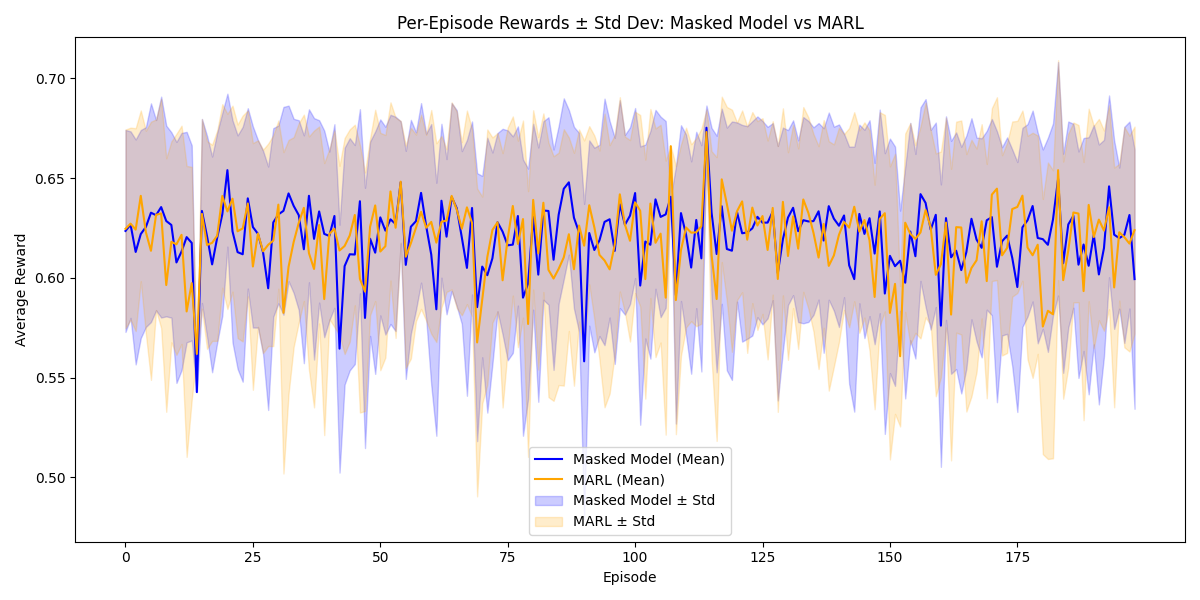 Per-Episode Rewards ± Std Dev: Masked Model vs MARL
Average Reward
0.70
0.65
0.60
0.55
0.50
Masked Model (Mean)
MARL (Mean)
Masked Model ± Std
MARL ± Std
0 25 50 75 100 125 150 175
Episode